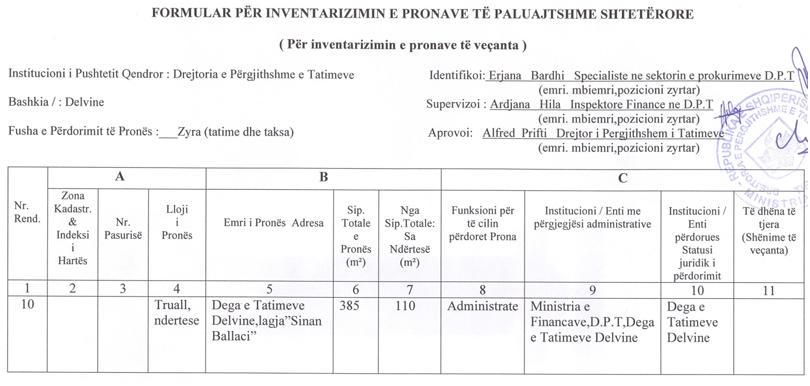 FORMULAR PËR INVENTARIZIMIN E PRONAVE TË PALUAJTSHME SHTETËRORE
( Për inventarizimin e pronave të veçanta )
Institucioni i Pushtetit Qendror : Drejtoria e Përgjithshme e Tatimeve
Identifikoi: Erjana Bardhi Specialiste ne sektorin e prokurimeve D.P.T
(emri. mbiemri,pozicioni zyrtar)
Bashkia / : Delvine
Supervizoi : Ardjana Hila Inspektore Finance ne D.P.T
(emri. mbiemri,pozicioni zyrtar)
Fusha e Përdorimit të Pronës :___Zyra (tatime dhe taksa)
Aprovoi: Alfred Prifti Drejtor i Pergjithshem i Tatimeve
(emri. mbiemri,pozicioni zyrtar)
A B C
Nr.
Rend.
Zona
Kadastr.
&
Indeksi
i
Hartës
Nr.
Pasurisë
Lloji
i
Pronës
Emri i Pronës Adresa
Sip.
Totale
e
Pronës
(m²)
Nga
Sip.Totale:
Sa
Ndërtesë
(m²)
Funksioni për
të cilin
përdoret Prona
Institucioni / Enti me
përgjegjësi administrative
Institucioni /
Enti
përdorues
Statusi
juridik i
përdorimit
Të dhëna të
tjera
(Shënime të
veçanta)
1 2 3 4 5 6 7 8 9 10 11
10
Truall,
ndertese
Dega e Tatimeve
Delvine,lagja”Sinan
Ballaci”
385
110
Administrate
Ministria e
Financave,D.P.T,Dega
e Tatimeve Delvine
Dega e
Tatimeve
Delvine